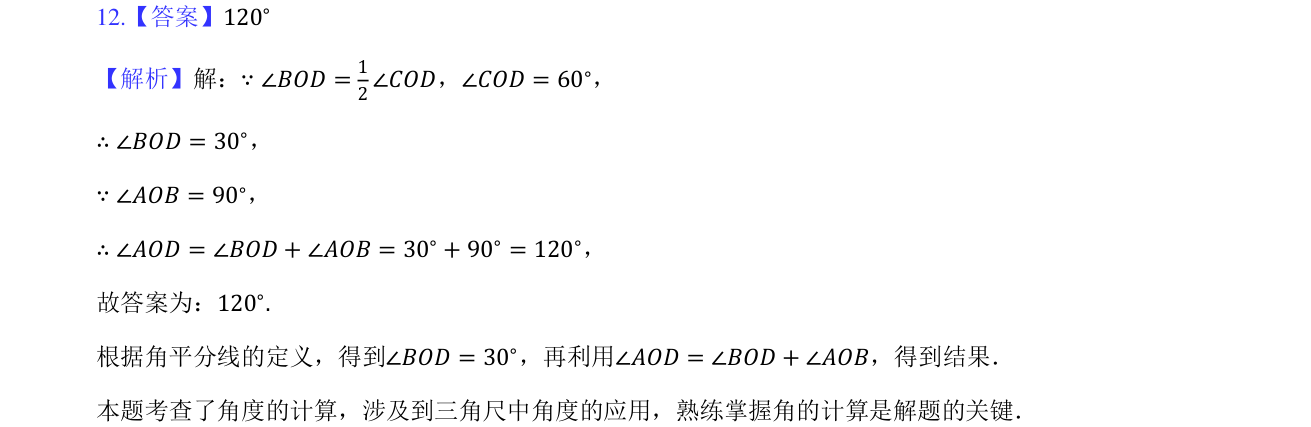 12.【答案】120°
【解析】解：∵ ∠BOD = 1/2 ∠COD，∠COD = 60°，
∴ ∠BOD = 30°，
∵ ∠AOB = 90°，
∴ ∠AOD = ∠BOD + ∠AOB = 30° + 90° = 120°，
故答案为：120°.
根据角平分线的定义，得到∠BOD = 30°，再利用∠AOD = ∠BOD + ∠AOB，得到结果．
本题考查了角度的计算，涉及到三角尺中角度的应用，熟练掌握角的计算是解题的关键．